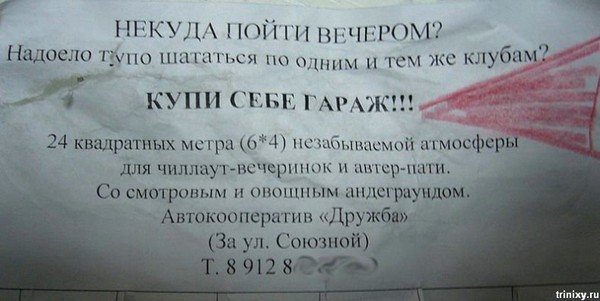 НЕКУДА ПОЙТИ ВЕЧЕРОМ?
Надоело тупо шататься по одним и тем же клубам?
КУПИ СЕБЕ ГАРАЖ!!!
24 квадратных метра (6*4) незабываемой атмосферы
для чиллаут-вечеринок и автер-пати.
Со смотровым и овощным андеграундом.
Автокооператив «Дружба»
(За ул. Союзной)
Т. 8 912 8
trinixy.ru